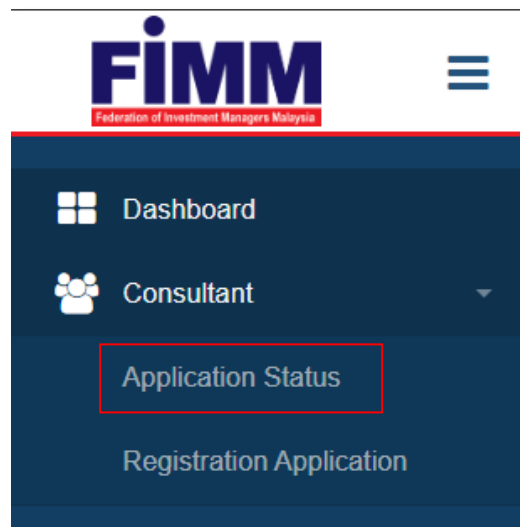 FiMM
Federation of Investment Managers Malaysia
Dashboard
Consultant
Application Status
Registration Application